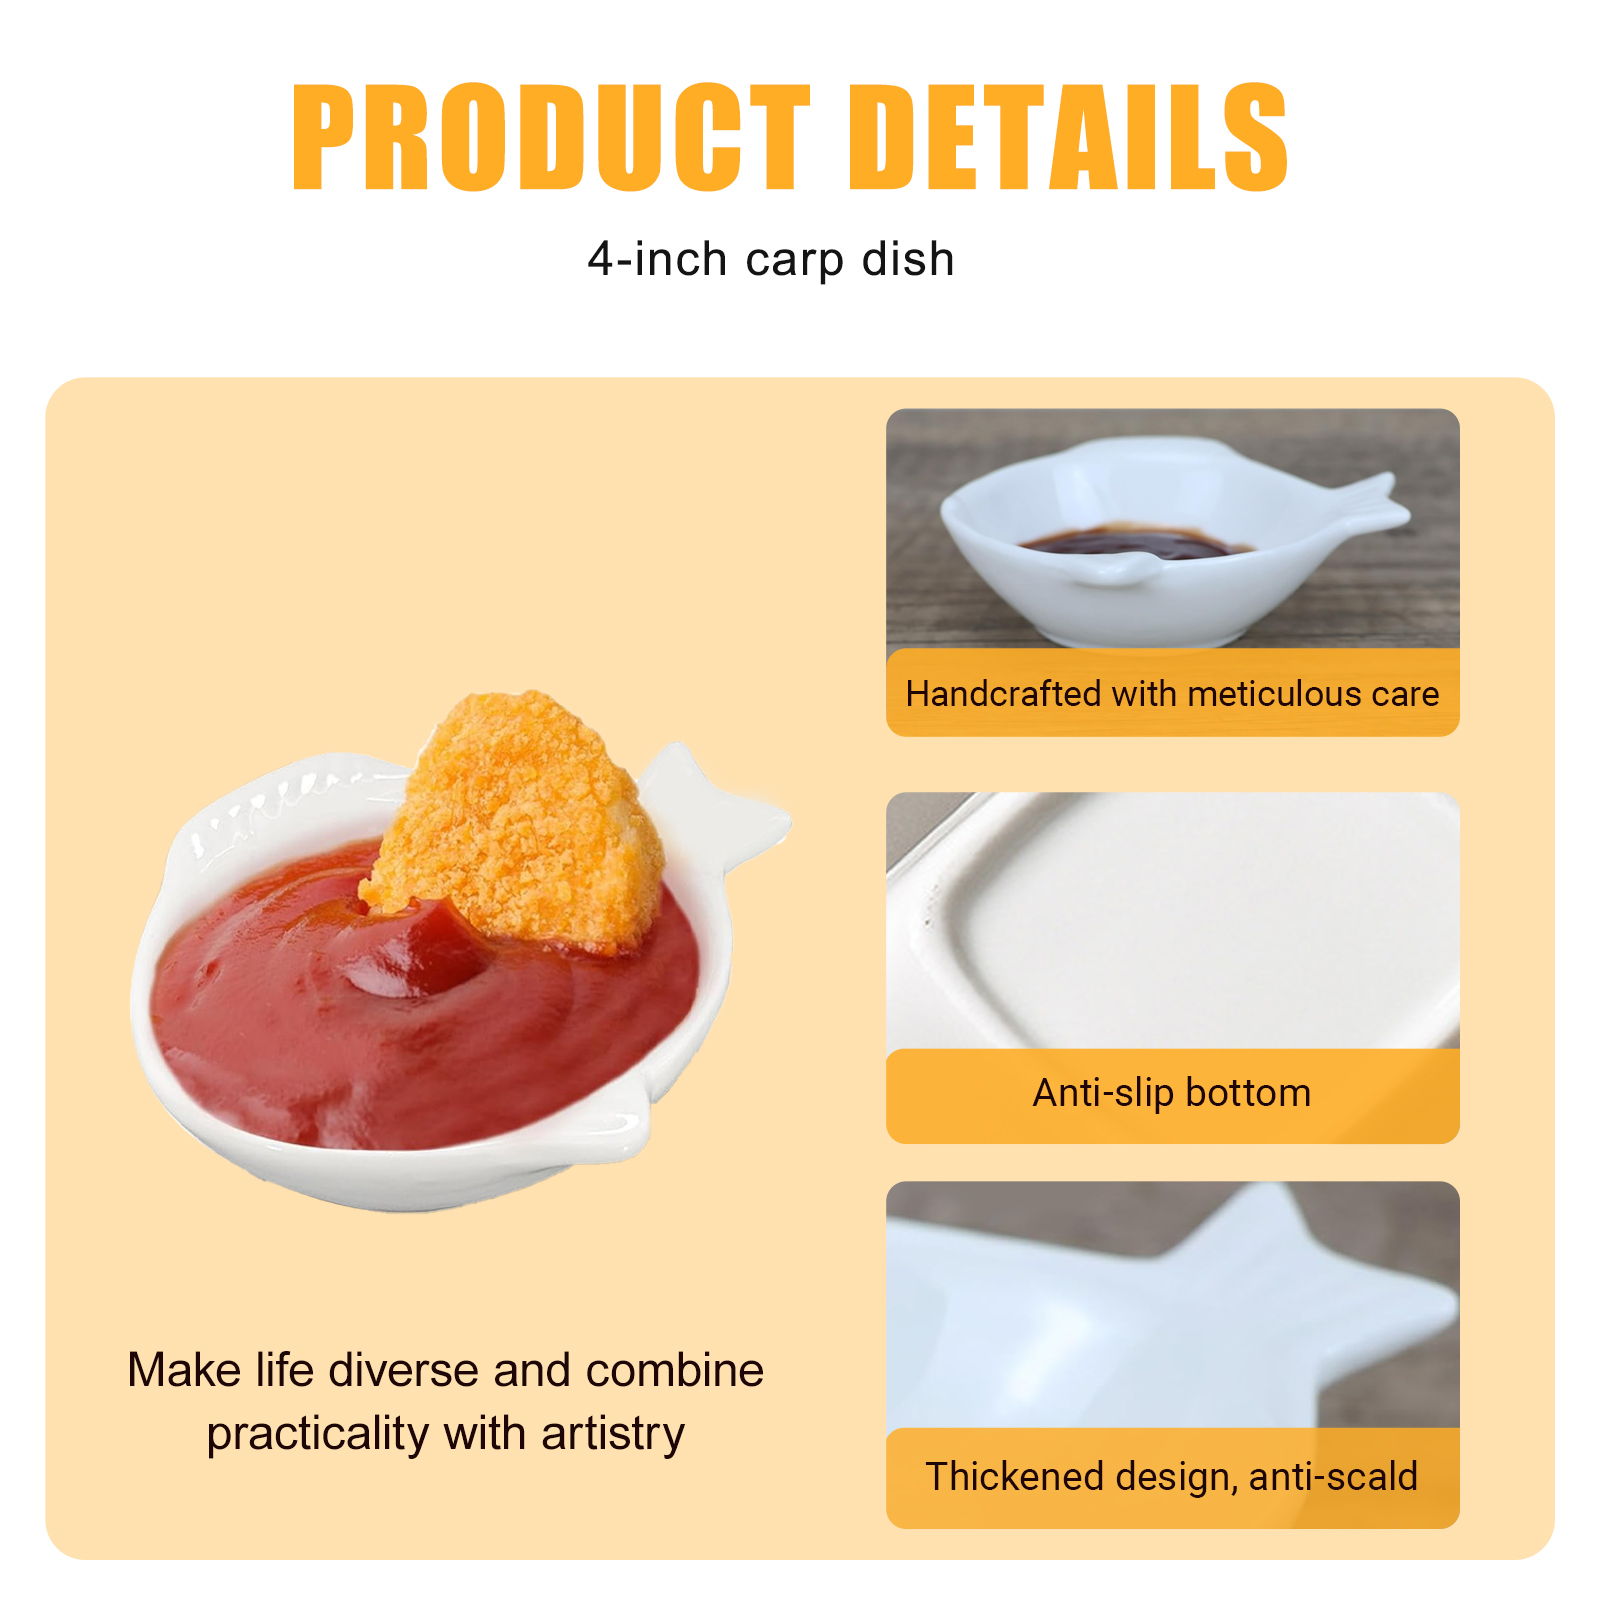 PRODUCT DETAILS
4-inch carp dish
Handcrafted with meticulous care
Anti-slip bottom
Thickened design, anti-scald
Make life diverse and combine
practicality with artistry